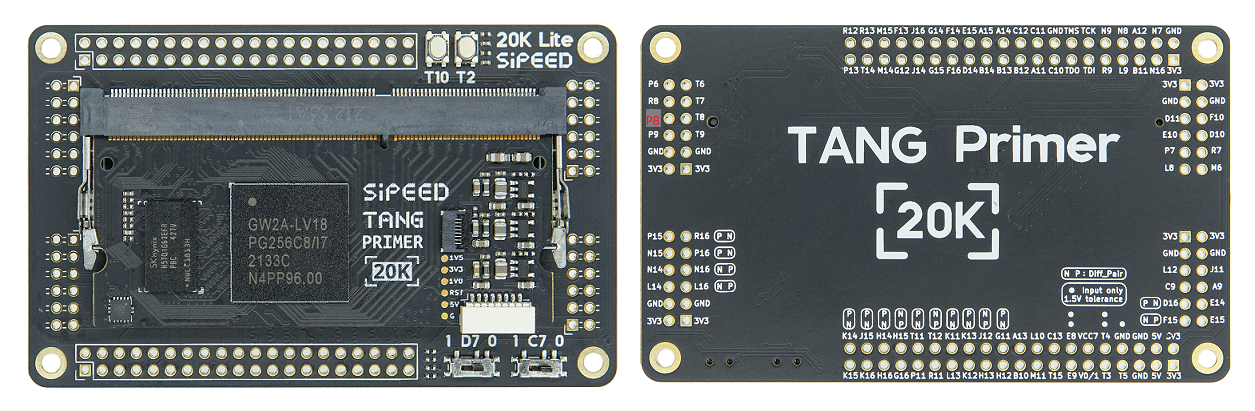 20K Lite
SiPEED
T10 T2
SiPEED
TANG
PRIMER
20K
GW2A-LV18
PG256C8/I7
2133C
N4PP96.00
SKhynix
1V5
3V3
1V0
RST
5V
G
1 D7 0
1 C7 0
R12 R13 M15 F13 J16 G14 F14 E15 A15 A14 C12 C11 GND TMS TCK N9 N8 A12 N7 GND
P13 T14 M14 G12 J14 G15 F16 D14 B14 B13 B12 A11 C10 TDO TDI R9 L9 B11 M16 3V3
P6 T6
R8 T7
P8 T8
P9 T9
GND GND
3V3 3V3
3V3 3V3
GND GND
D11 F10
E10 D10
P7 R7
L8 M6
TANG Primer
20K
P15 R16 P N
N15 P16 P N
N14 N16 N P
L14 L16 N P
GND GND
3V3 3V3
3V3 3V3
GND GND
L12 J11
C9 A9
P N D16 E14
N P F15 E15
N P : Diff_Pair
Input only
1.5V tolerance
P P P P P P P P P P
N N N N N N N N N N
K14 J15 H14 H15 T11 T12 K11 K13 J12 G11 A13 L10 C13 E8 VCC7 T4 GND GND 5V 3V3
K15 K16 H16 G16 P11 R11 L13 K12 H13 H12 B10 M11 T15 E9 V0/1 T3 T5 GND 5V 3V3